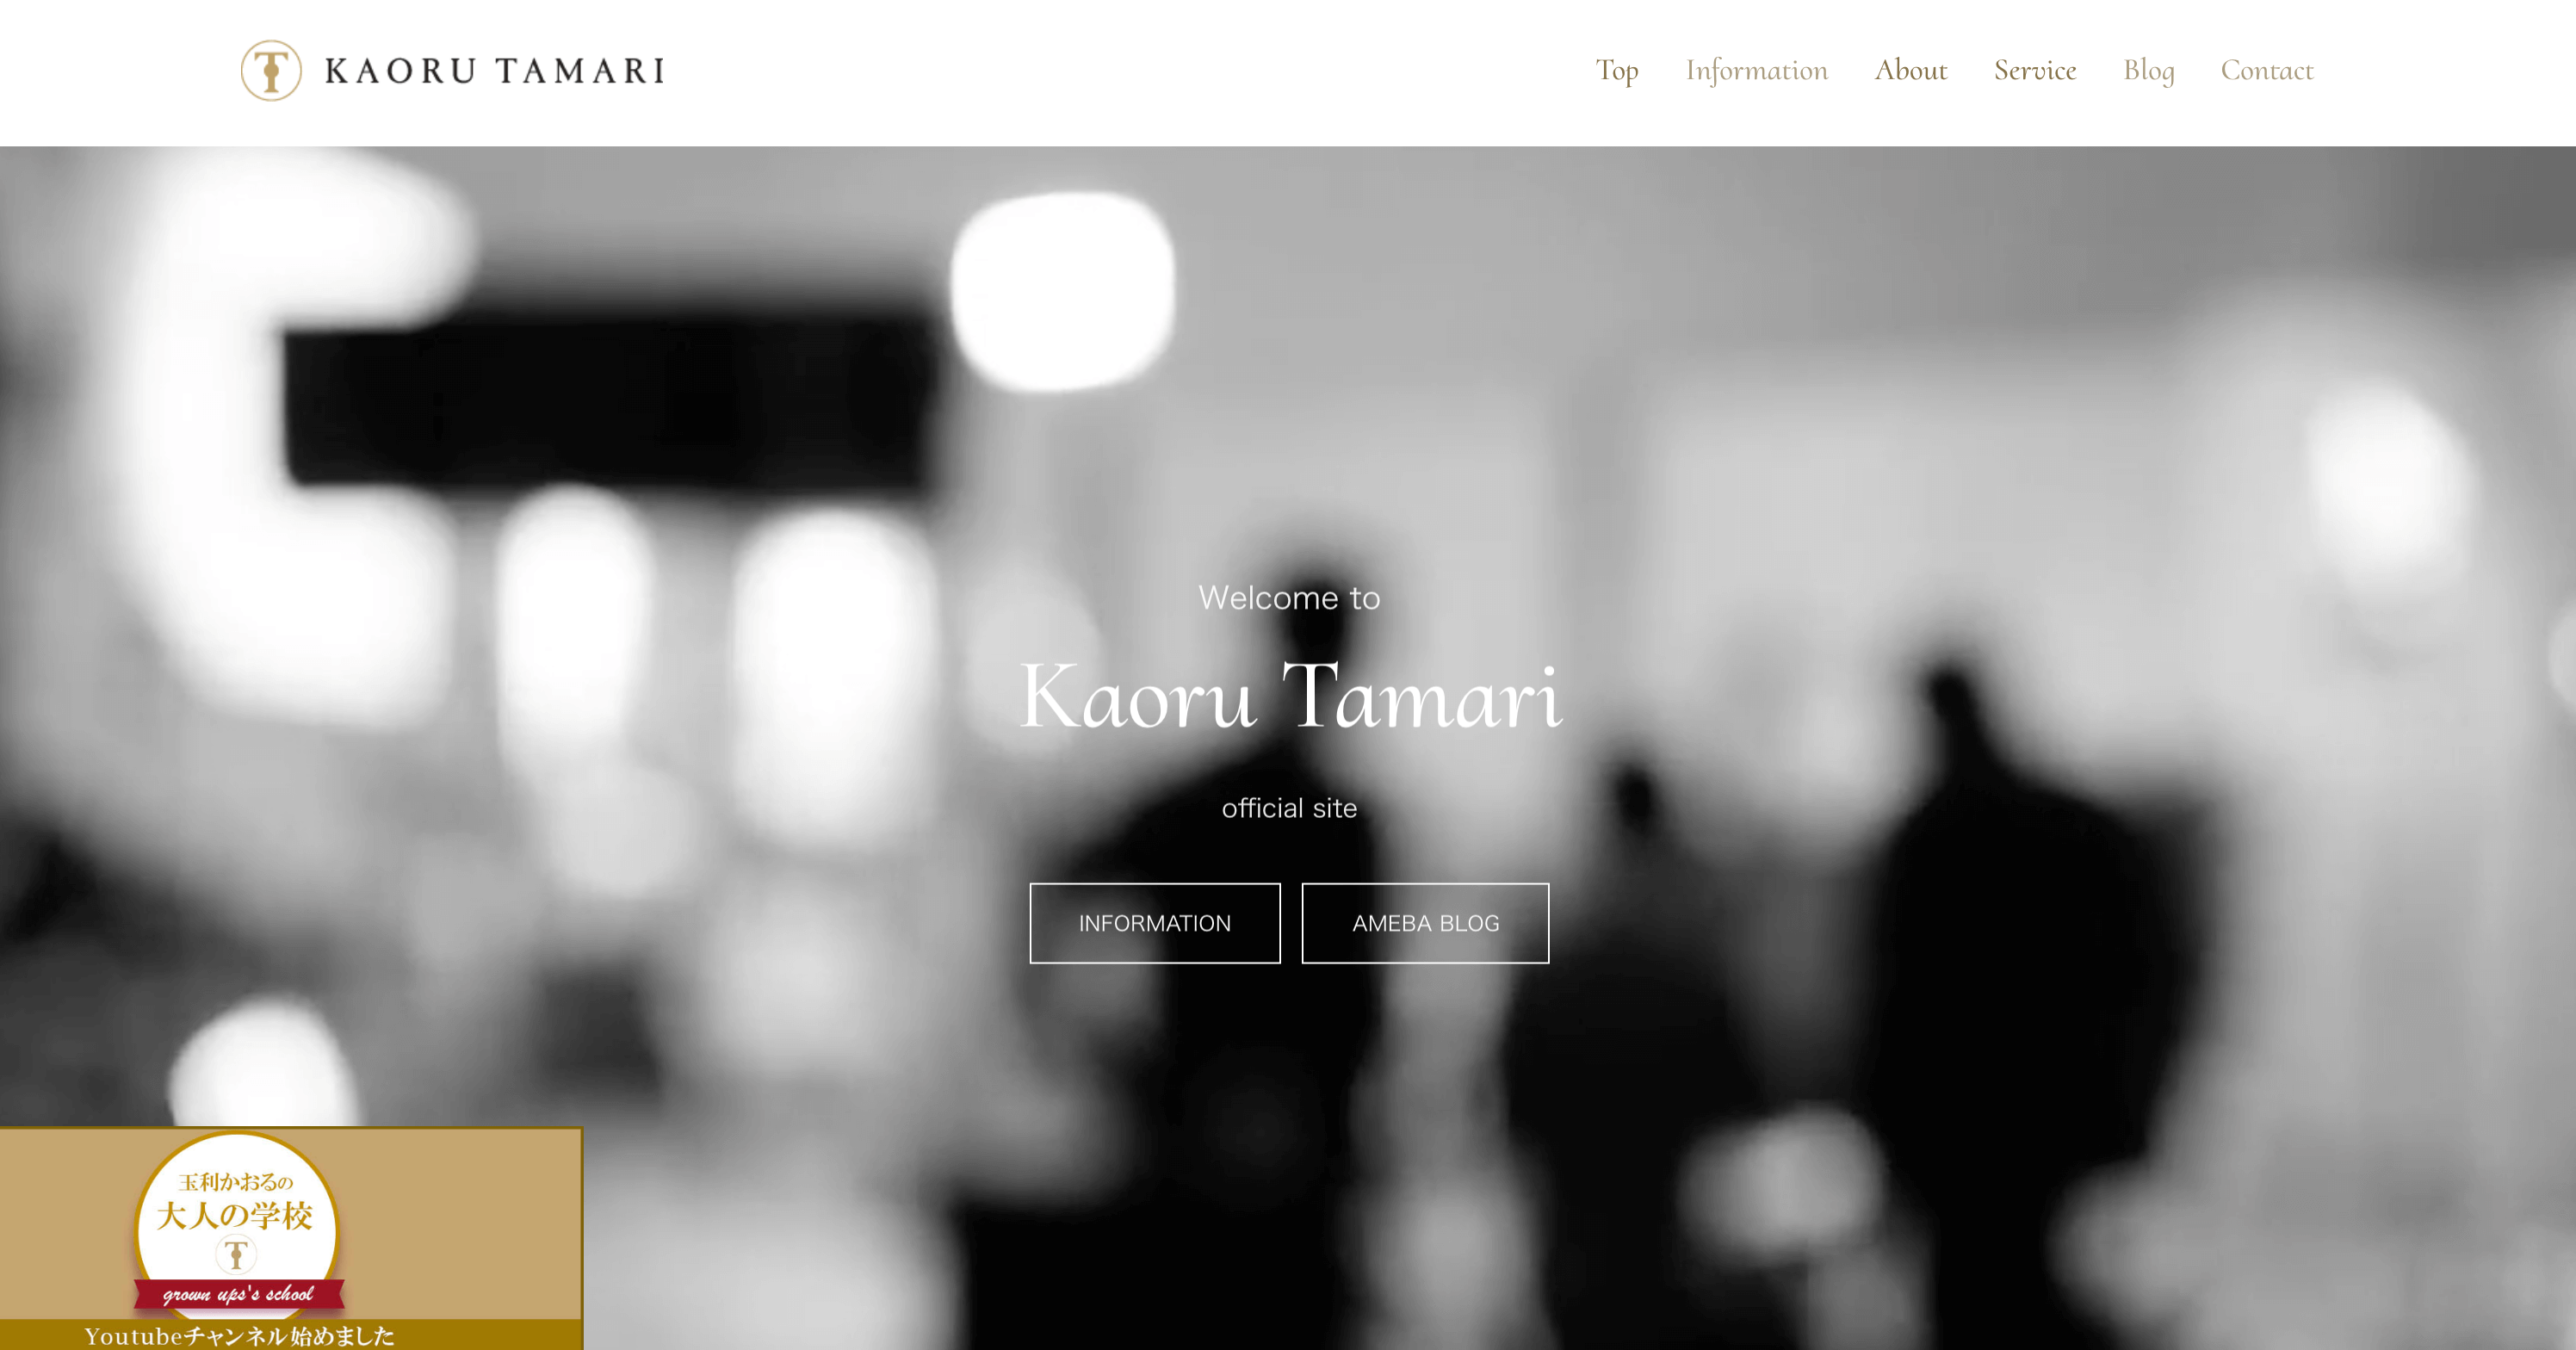 KAORU TAMARI
Top Information About Service Blog Contact
Welcome to
Kaoru Tamari
official site
INFORMATION AMEBA BLOG
玉利かおるの
大人の学校
T
grown ups's school
Youtubeチャンネル始めました